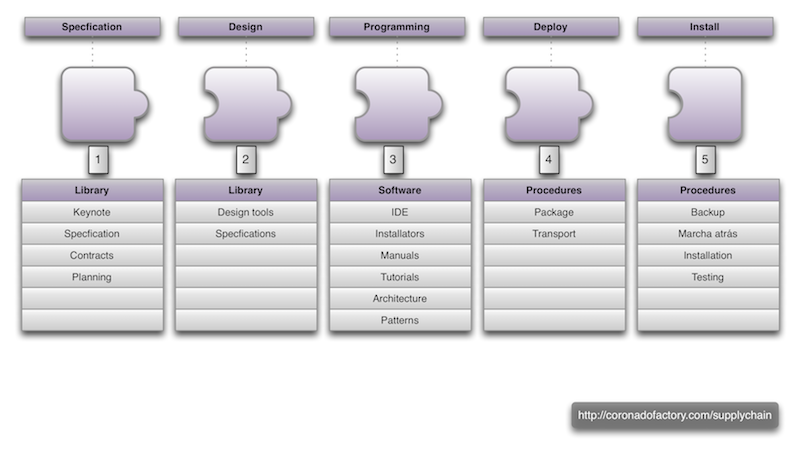 Specfication
Design
Programming
Deploy
Install
1
2
3
4
5
Library
Keynote
Specfication
Contracts
Planning
Library
Design tools
Specfications
Software
IDE
Installators
Manuals
Tutorials
Architecture
Patterns
Procedures
Package
Transport
Procedures
Backup
Marcha atrás
Installation
Testing
http://coronadofactory.com/supplychain